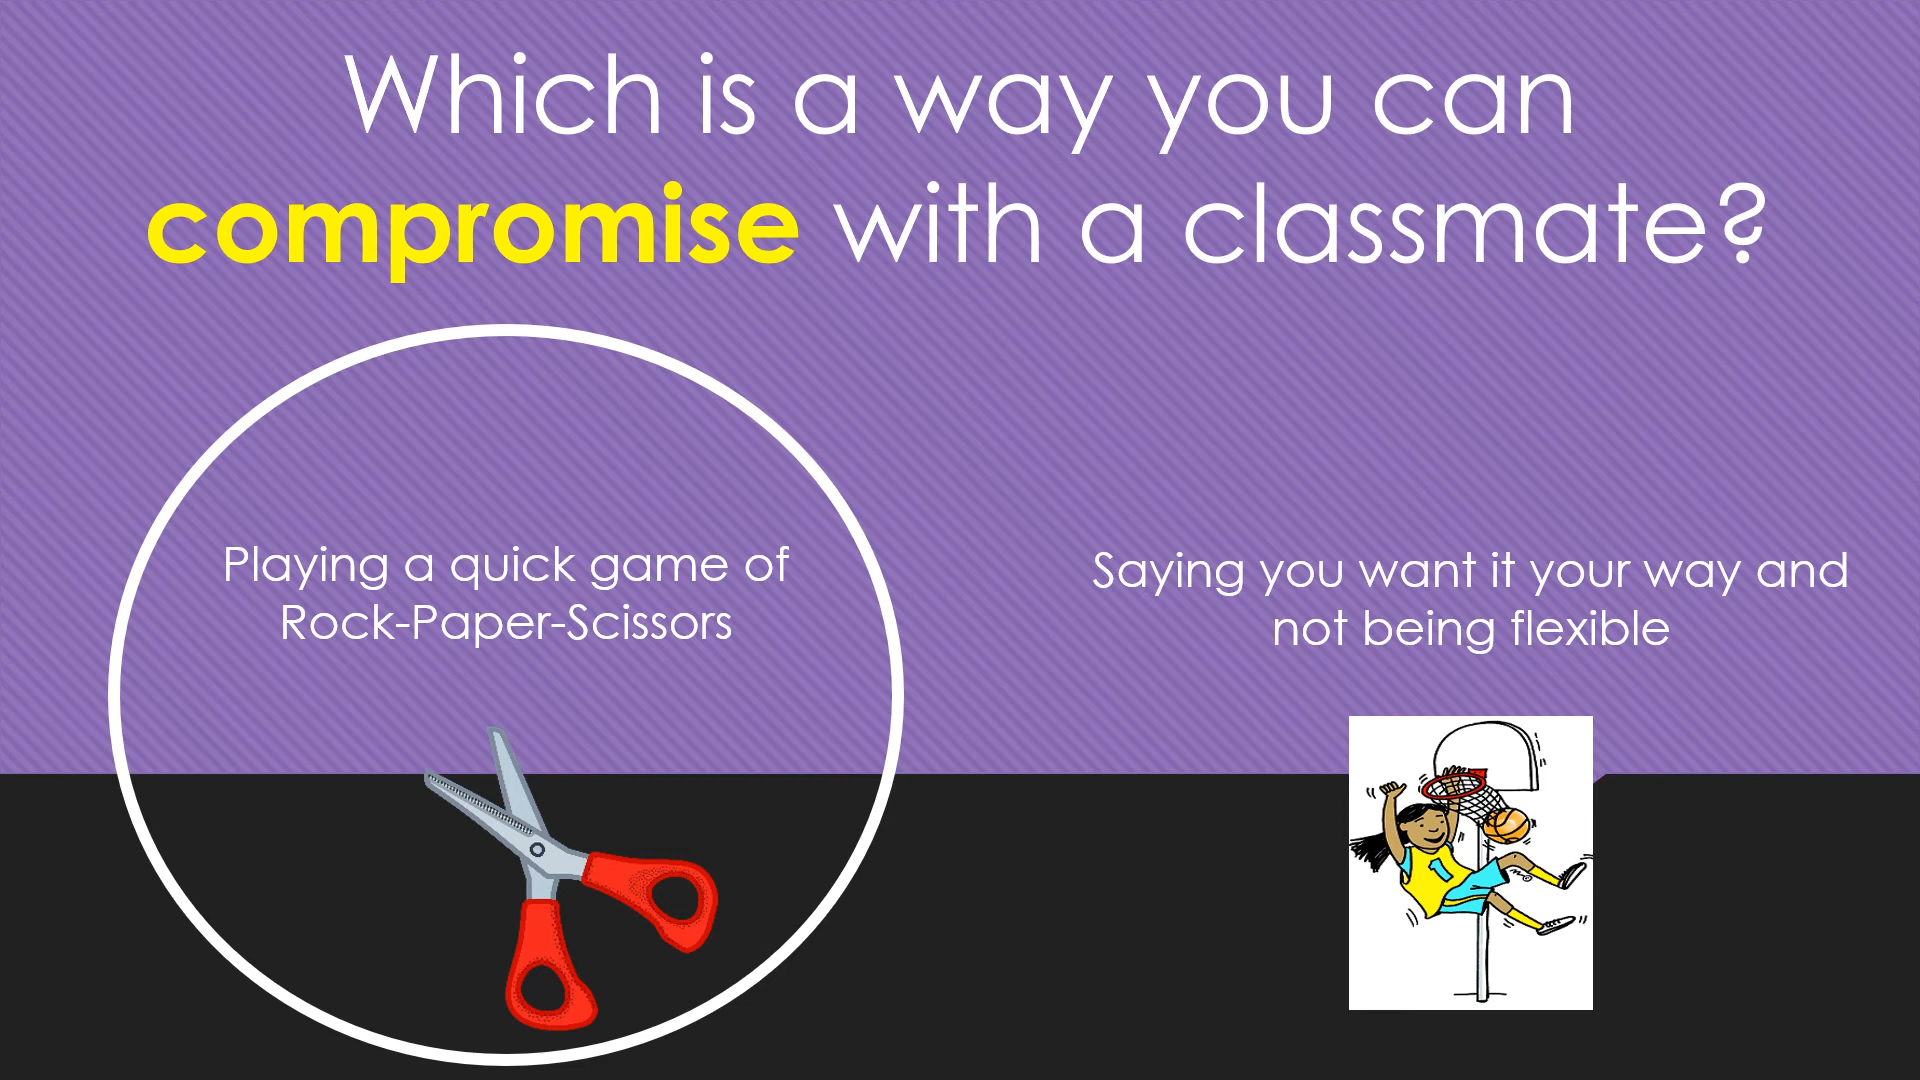 Which is a way you can
compromise with a classmate?
Playing a quick game of
Rock-Paper-Scissors
Saying you want it your way and
not being flexible
1